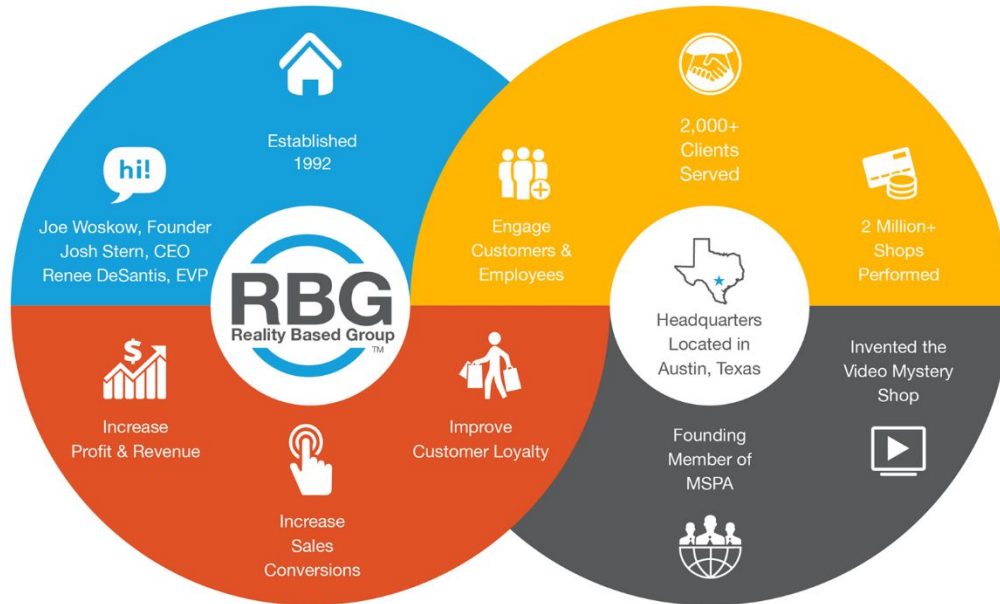 Established
1992
hi!
Joe Woskow, Founder
Josh Stern, CEO
Renee DeSantis, EVP
RBG
Reality Based Group
TM
$
Increase
Profit & Revenue
Increase
Sales
Conversions
Improve
Customer Loyalty
Engage
Customers &
Employees
2,000+
Clients
Served
2 Million+
Shops
Performed
Headquarters
Located in
Austin, Texas
Invented the
Video Mystery
Shop
Founding
Member of
MSPA